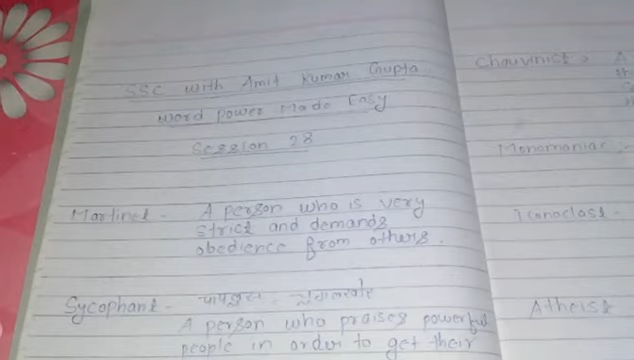 SSC with Amit Kumar Gupta
Word Power Made Easy
Session 28
Martinet - A person who is very
strict and demands
obedience from others.
Sycophant - चापलूस, चुगलखोर
A person who praises powerful
people in order to get their
Chauvinist > A
Monomaniac :-
Iconoclast -
Atheist